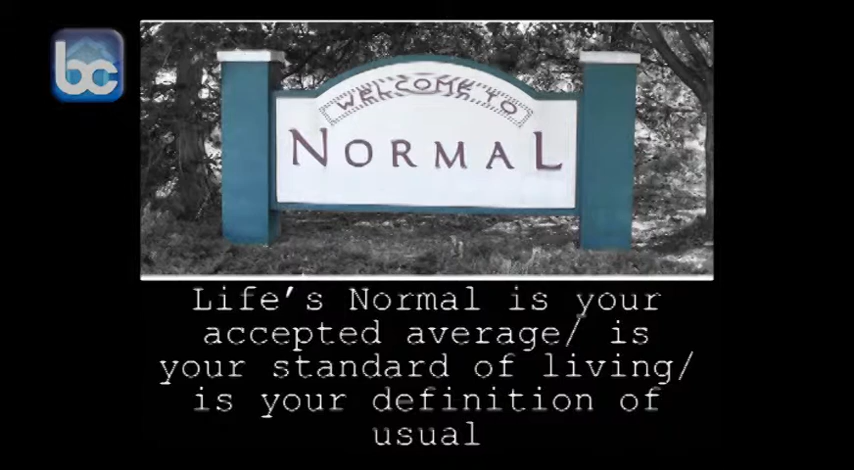 bc
WELCOME TO
NORMAL
Life's Normal is your
accepted average/ is
your standard of living/
is your definition of
usual